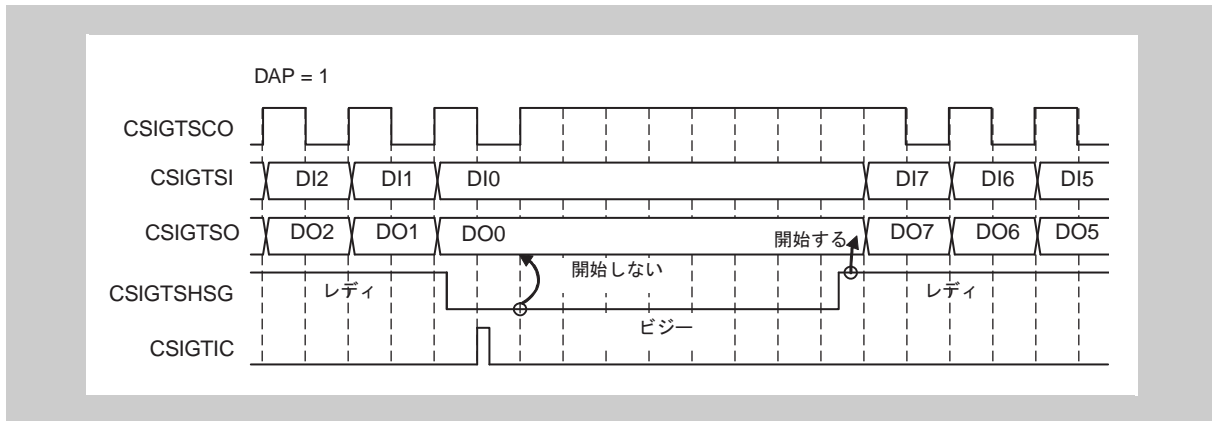 DAP = 1
CSIGTSCO
CSIGTSI DI2 DI1 DI0 DI7 DI6 DI5
CSIGTSO DO2 DO1 DO0 開始する DO7 DO6 DO5
開始しない
CSIGTSHSG レディ ビジー レディ
CSIGTIC